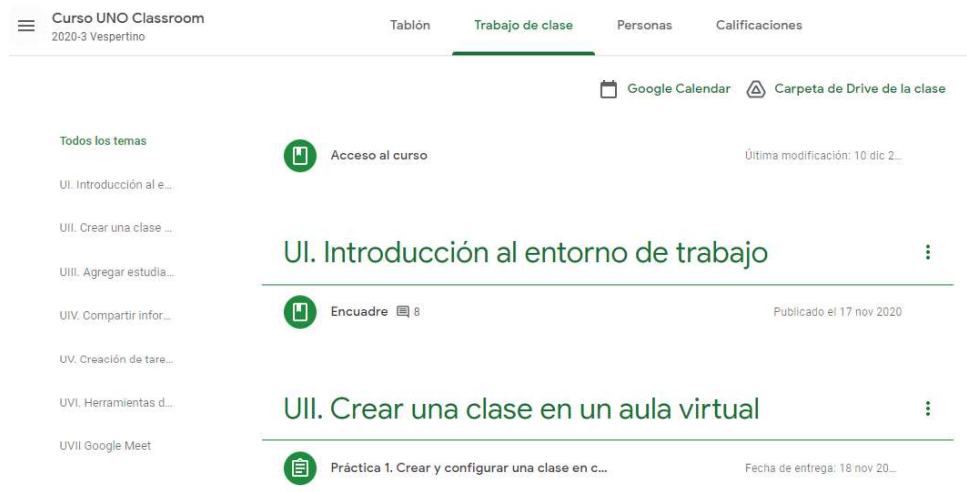 Curso UNO Classroom
2020-3 Vespertino
Tablón
Trabajo de clase
Personas
Calificaciones
Google Calendar
Carpeta de Drive de la clase
Todos los temas
UI. Introducción al e...
UII. Crear una clase ...
UIII. Agregar estudia...
UIV. Compartir infor...
UV. Creación de tare...
UVI. Herramientas d...
UVII Google Meet
Acceso al curso
Última modificación: 10 dic 2...
UI. Introducción al entorno de trabajo
Encuadre 8
Publicado el 17 nov 2020
UII. Crear una clase en un aula virtual
Práctica 1. Crear y configurar una clase en c...
Fecha de entrega: 18 nov 20...